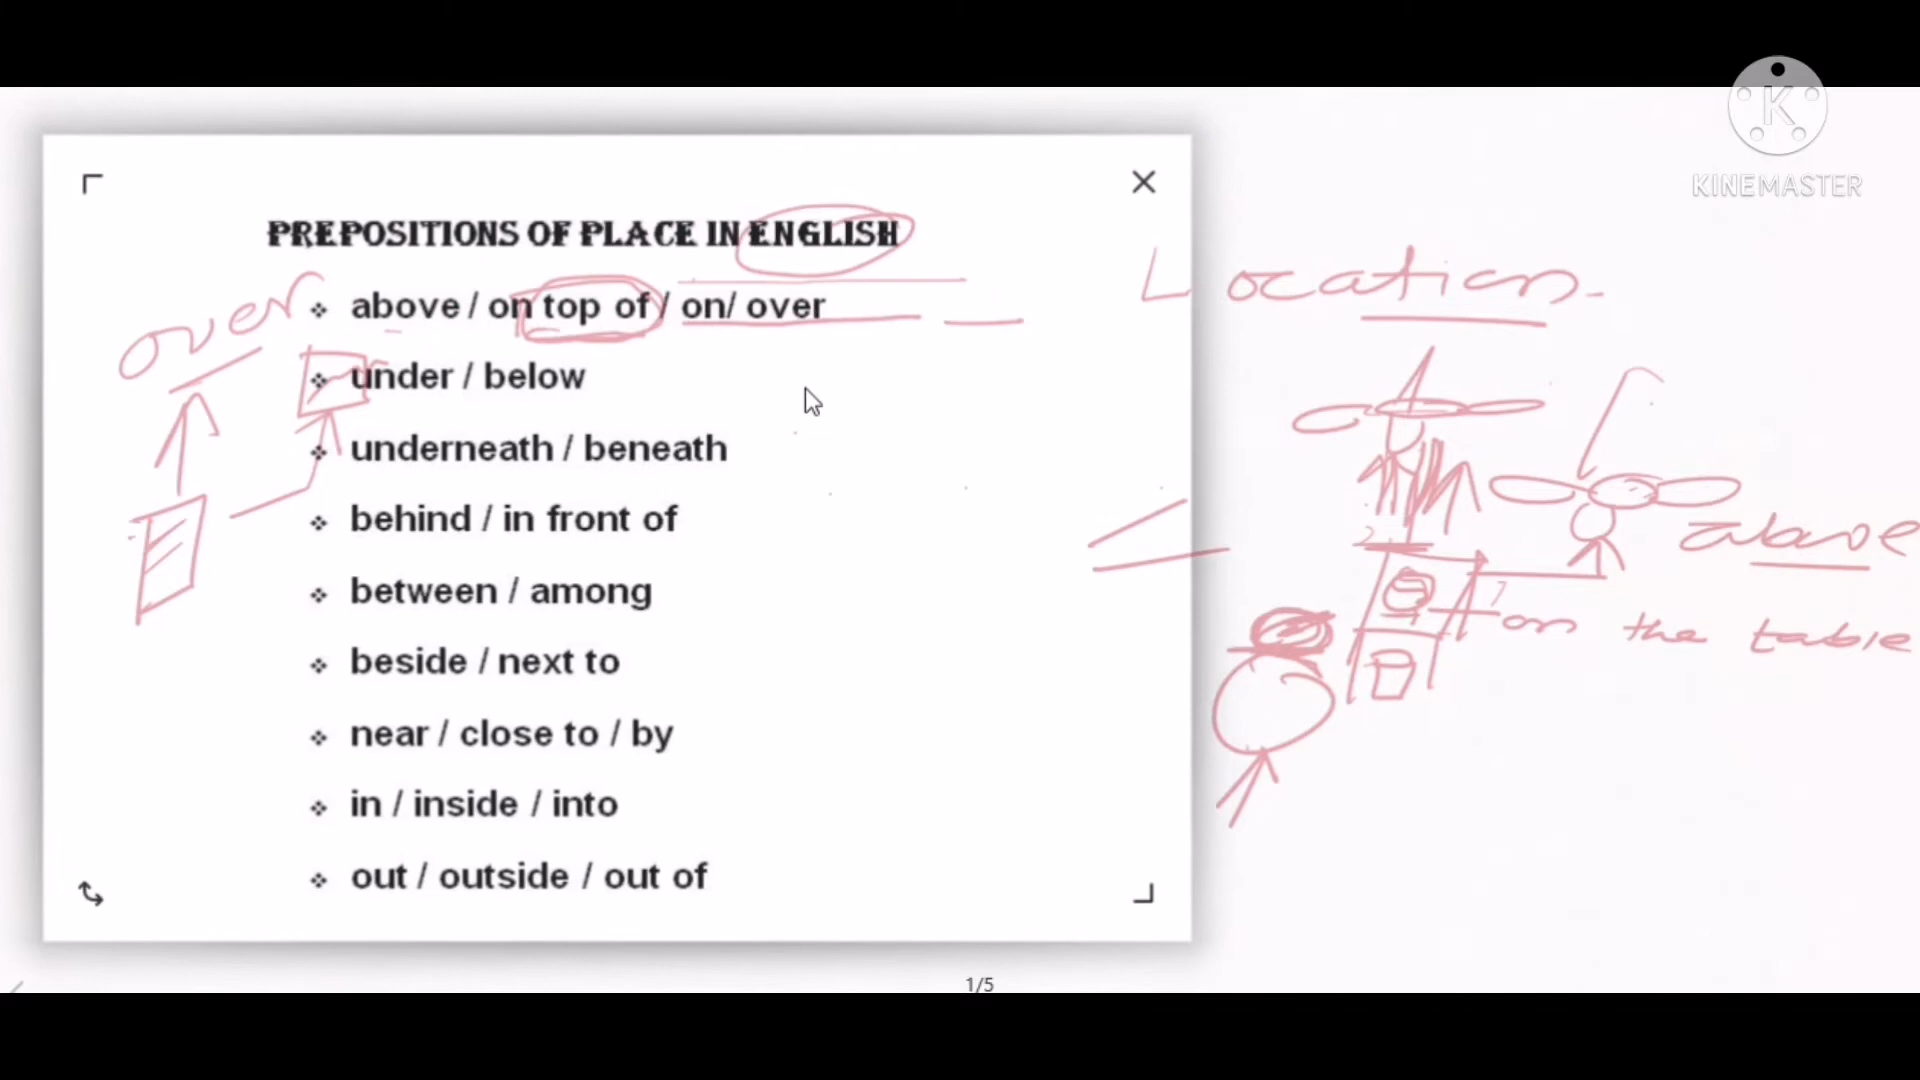 K
KINEMASTER
PREPOSITIONS OF PLACE IN ENGLISH
Location
above / on top of / on/ over
over
under / below
underneath / beneath
behind / in front of
above
between / among
on the table
beside / next to
near / close to / by
in / inside / into
out / outside / out of
1/5